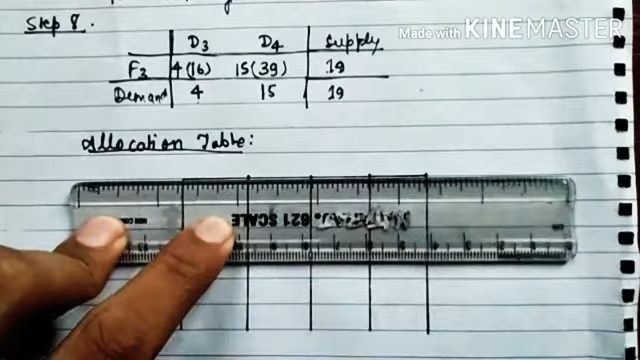 Step 8.
Made with KINEMASTER
D3 D4 Supply
F3 4(16) 15(39) 19
Demand 4 15 19
Allocation Table:
621 SCALE